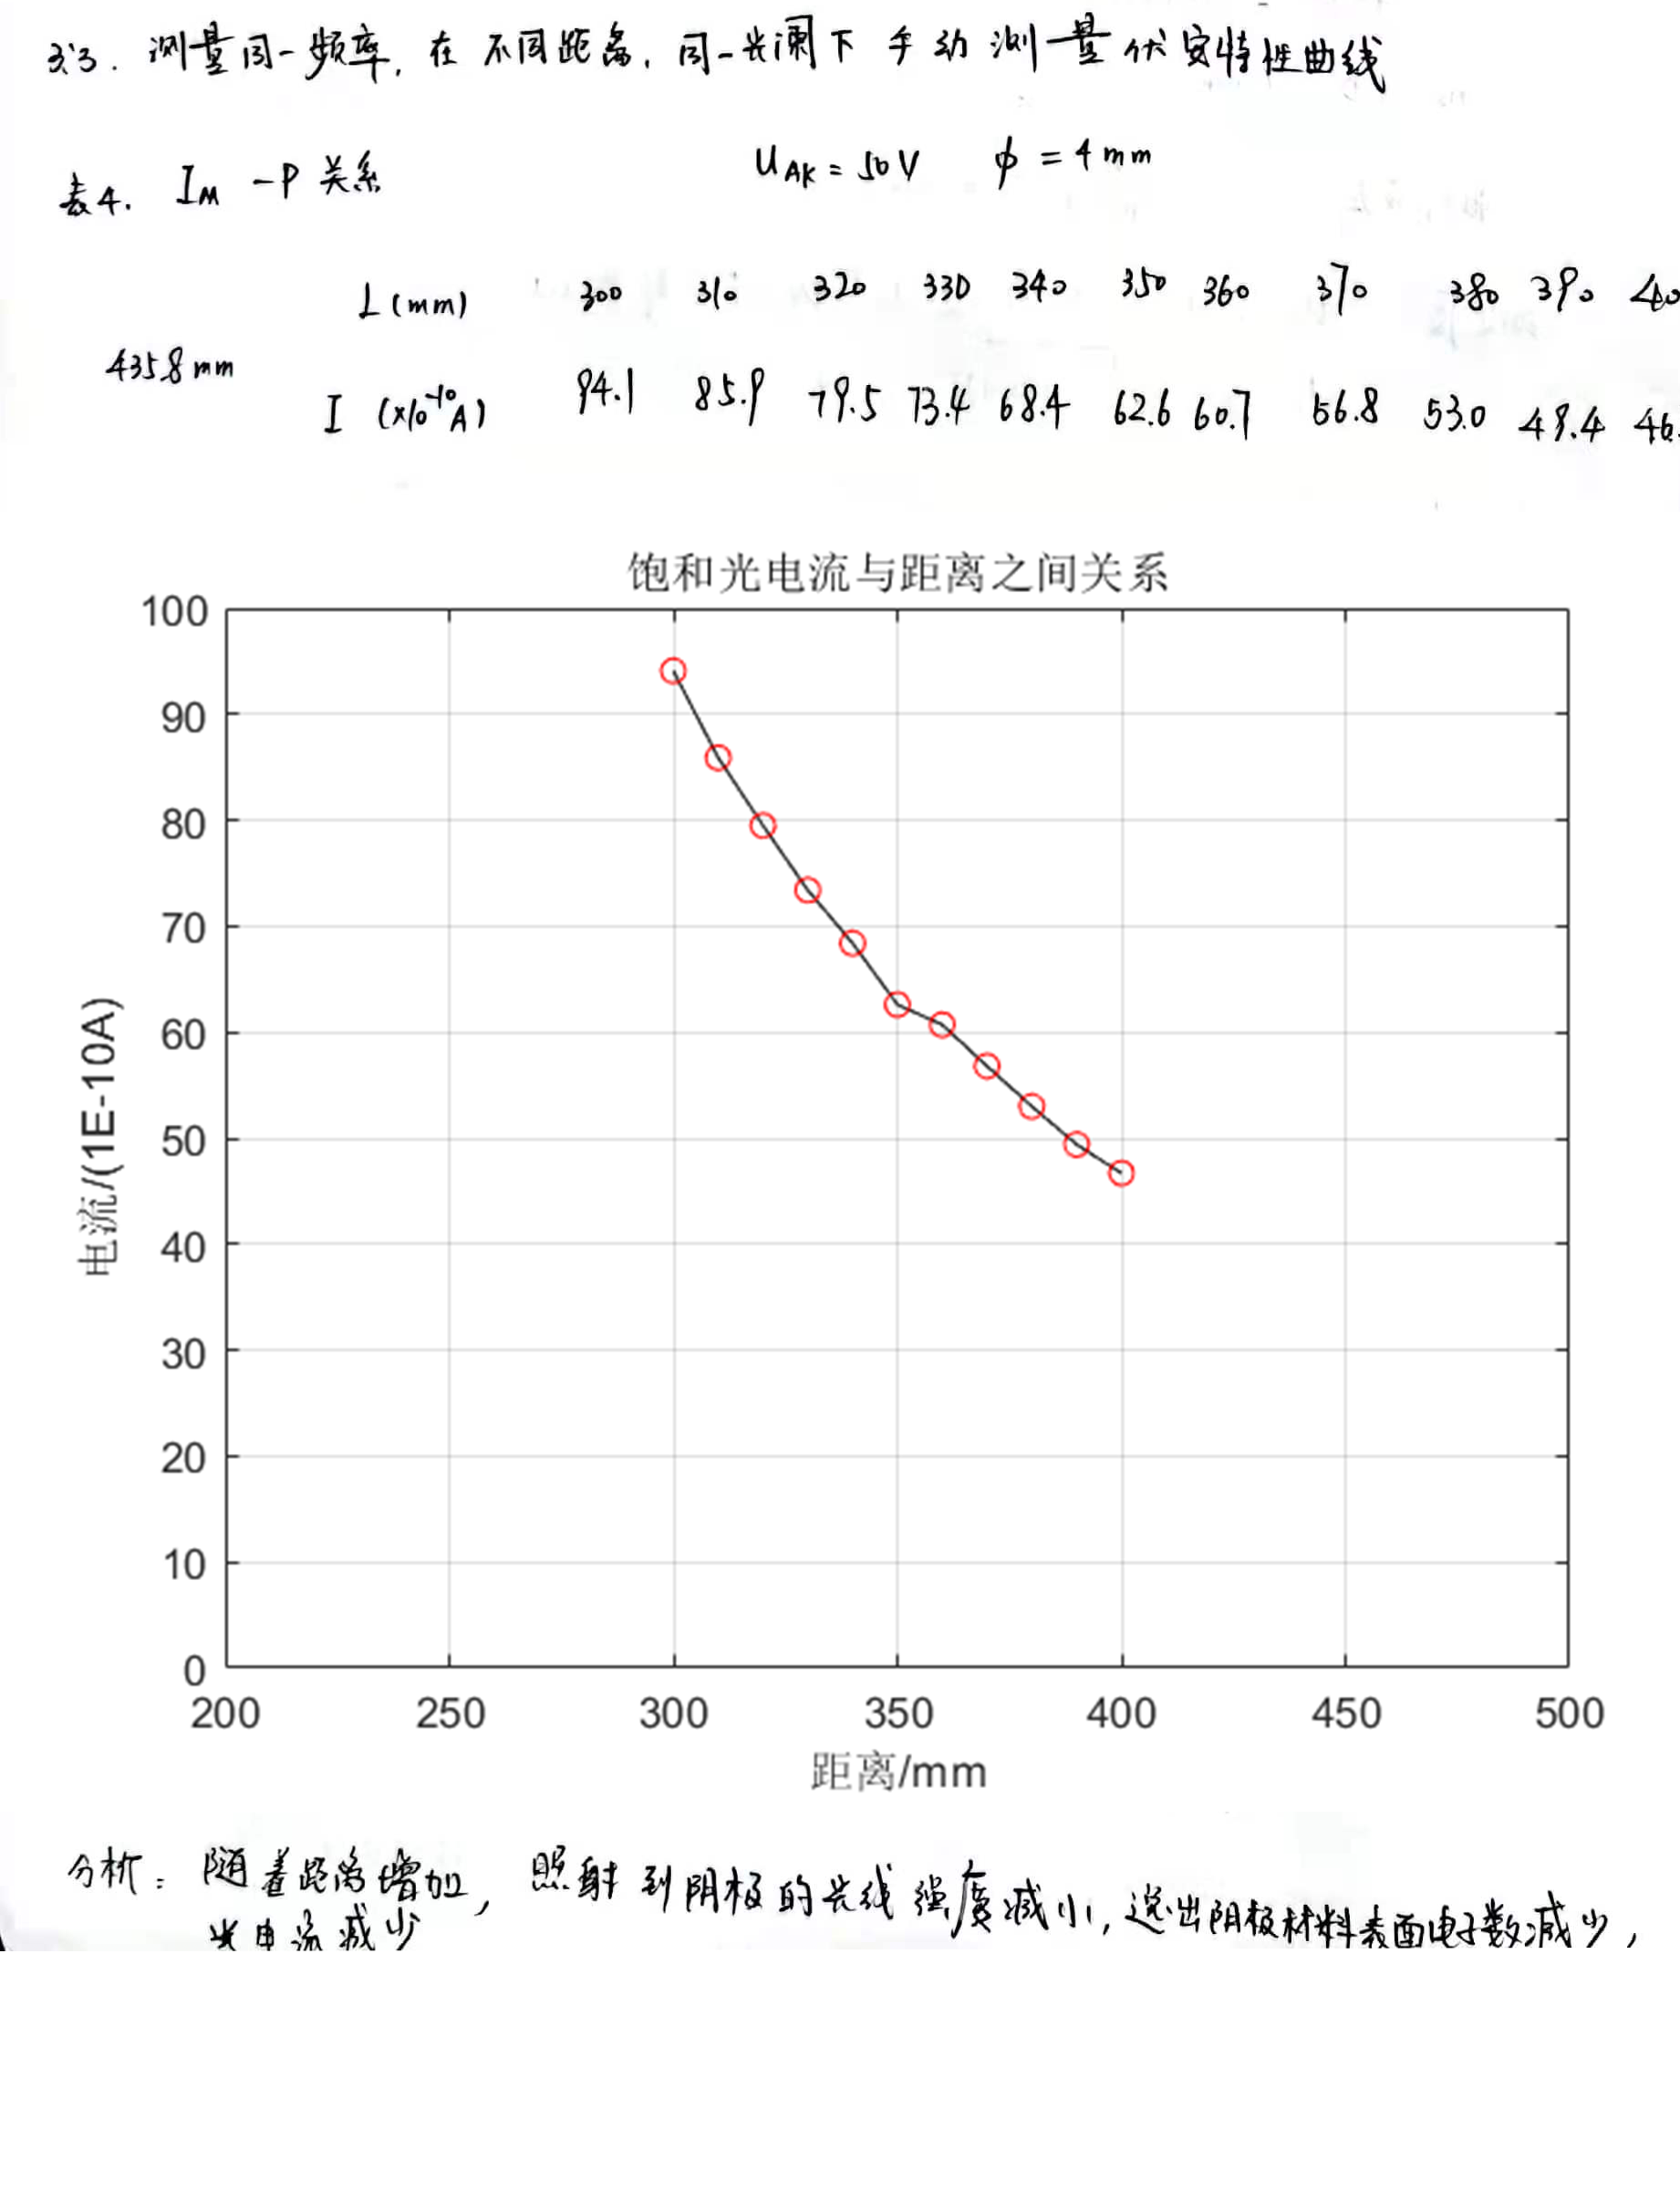 3.3. 测量同一频率, 在不同距离, 同一光阑下手动测量伏安特性曲线
表4. I_M -P 关系 U_AK = 50V ϕ = 4mm
L(mm) 300 310 320 330 340 350 360 370 380 390 40
435.8mm
I (×10⁻¹⁰A) 94.1 85.9 79.5 73.4 68.4 62.6 60.7 56.8 53.0 49.4 46.
饱和光电流与距离之间关系
100
90
80
70
60
50
40
30
20
10
0
电流/(1E-10A)
200 250 300 350 400 450 500
距离/mm
分析: 随着距离增加, 照射到阴极的光线强度减小, 逸出阴极材料表面电子数减少,
光电流减少